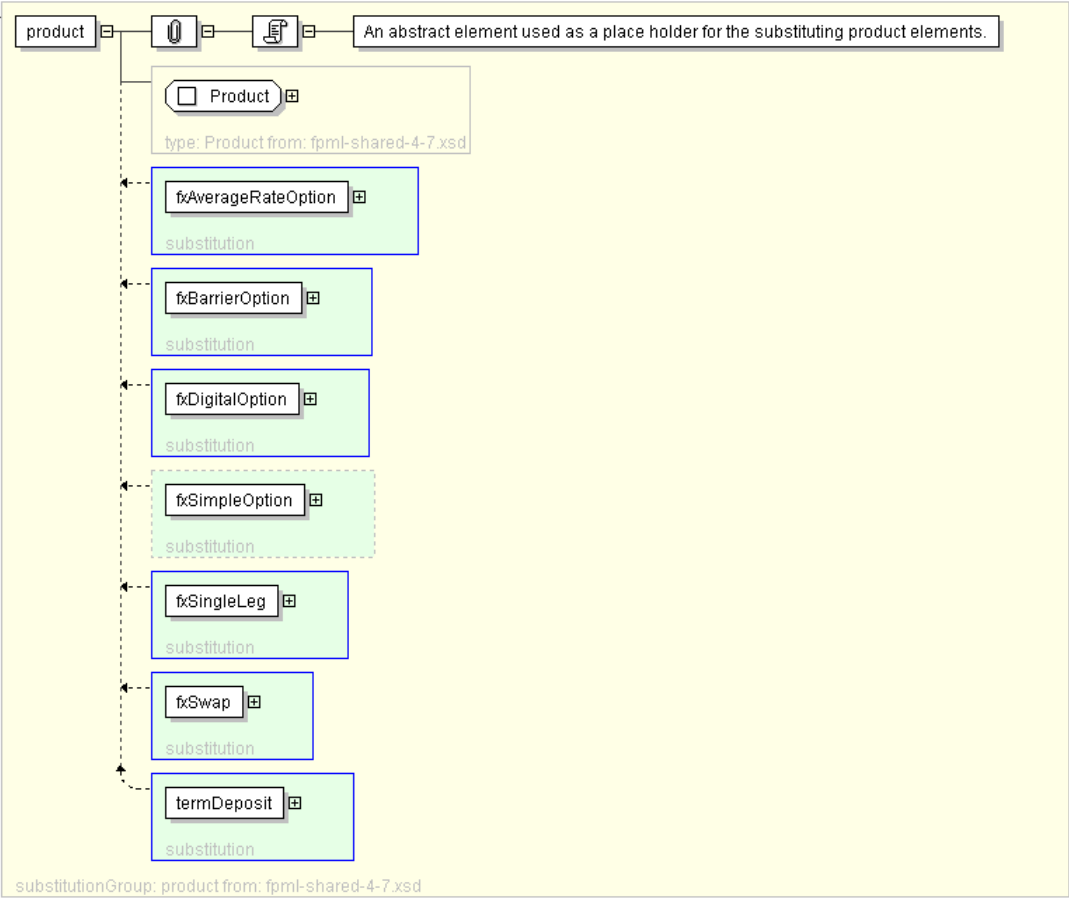 product
An abstract element used as a place holder for the substituting product elements.
Product
type: Product from: fpml-shared-4-7.xsd
fxAverageRateOption
substitution
fxBarrierOption
substitution
fxDigitalOption
substitution
fxSimpleOption
substitution
fxSingleLeg
substitution
fxSwap
substitution
termDeposit
substitution
substitutionGroup: product from: fpml-shared-4-7.xsd